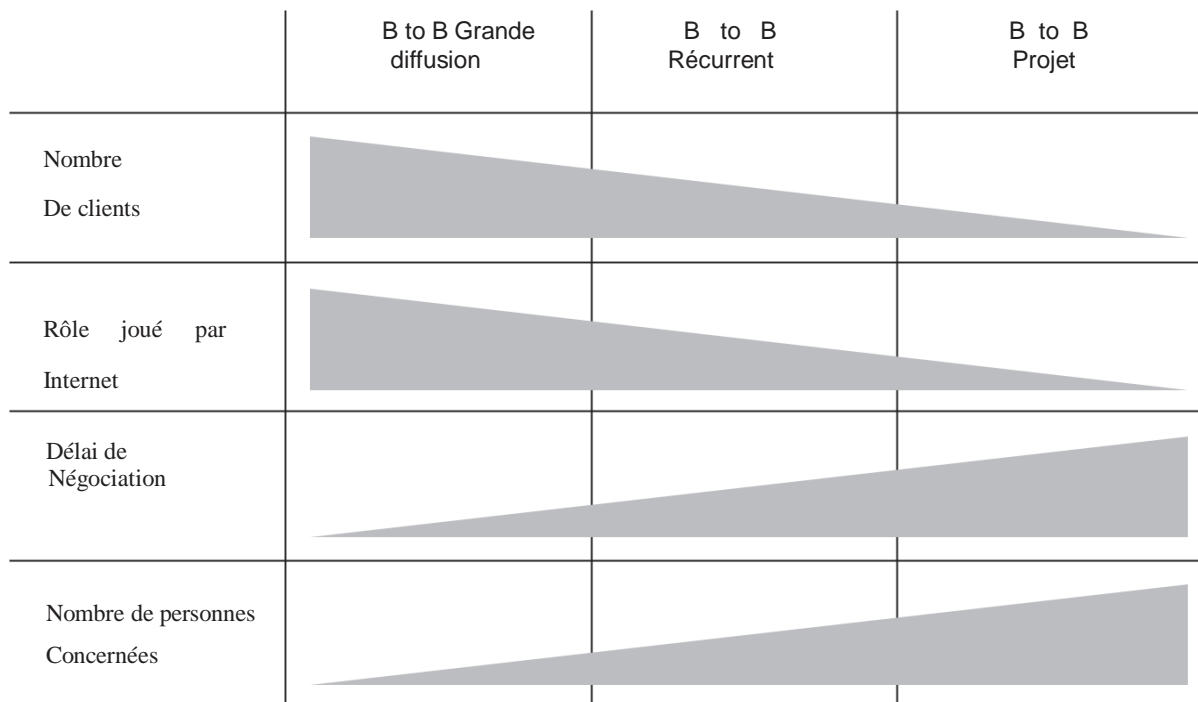 B to B Grande
diffusion
B to B
Récurrent
B to B
Projet
Nombre
De clients
Rôle joué par
Internet
Délai de
Négociation
Nombre de personnes
Concernées